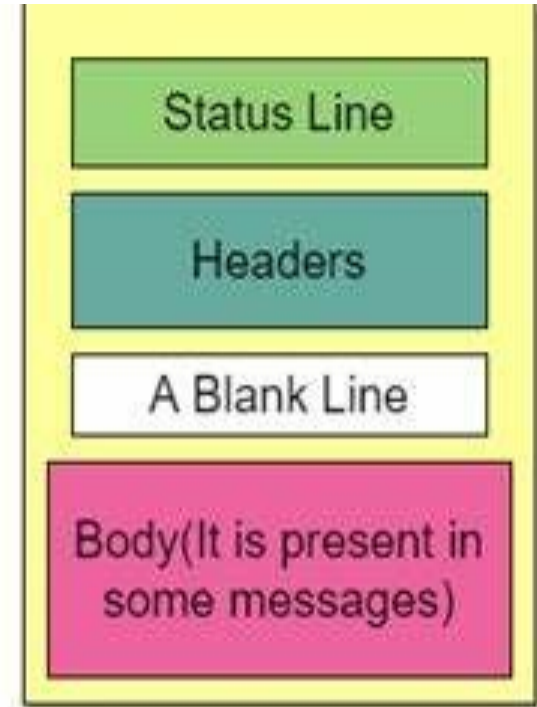 Status Line
Headers
A Blank Line
Body(It is present in
some messages)